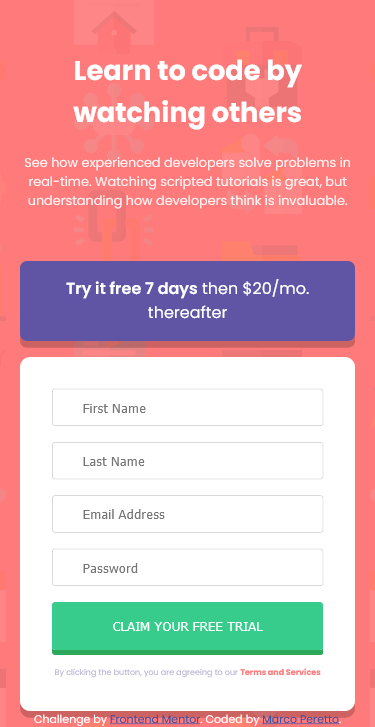 Learn to code by
watching others
See how experienced developers solve problems in
real-time. Watching scripted tutorials is great, but
understanding how developers think is invaluable.
Try it free 7 days then $20/mo.
thereafter
First Name
Last Name
Email Address
Password
CLAIM YOUR FREE TRIAL
By clicking the button, you are agreeing to our Terms and Services
Challenge by Frontend Mentor. Coded by Marco Peretto.